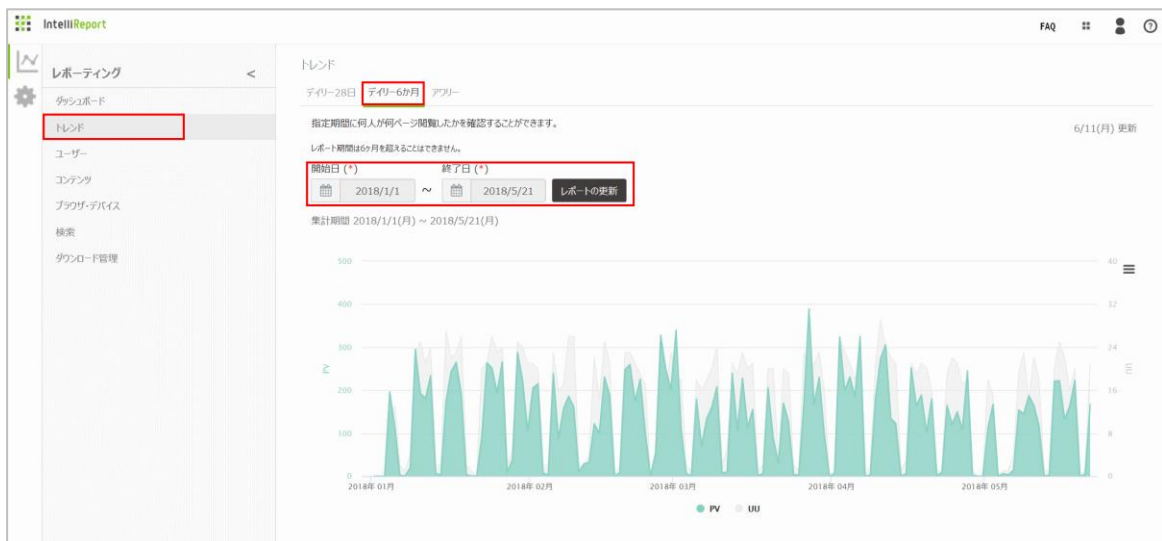 IntelliReport
FAQ
レポーティング
<
ダッシュボード
トレンド
ユーザー
コンテンツ
ブラウザ・デバイス
検索
ダウンロード管理
トレンド
デイリー28日 デイリー6か月 アワリー
指定期間に何人が何ページ閲覧したかを確認することができます。
6/11(月) 更新
レポート期間は6ヶ月を超えることはできません。
開始日 (*) 終了日 (*)
2018/1/1 ~ 2018/5/21 レポートの更新
集計期間 2018/1/1(月) ~ 2018/5/21(月)
500 40
400 32
300 24
PV UU
200 16
100 8
0 0
2018年 01月 2018年 02月 2018年 03月 2018年 04月 2018年 05月
PV UU